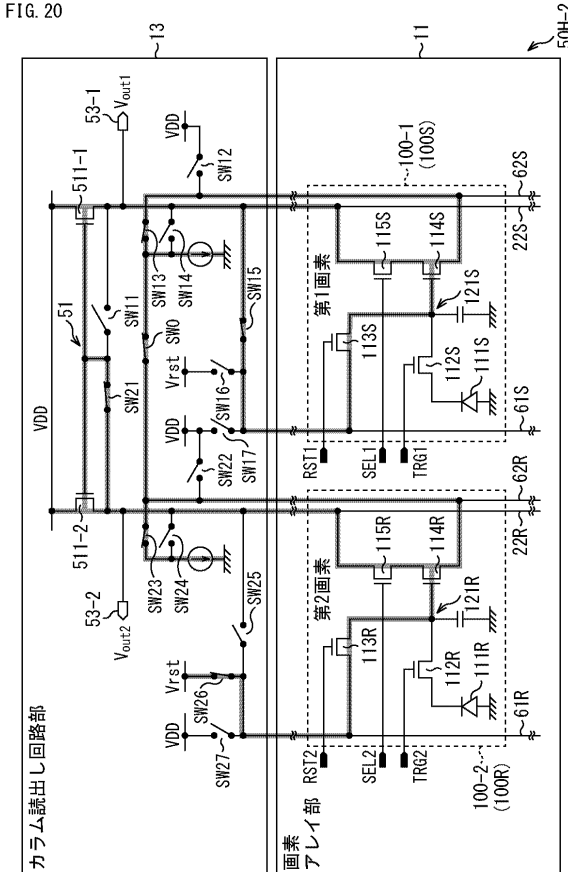 FIG. 20
カラム読出し回路部
13
VDD
511-2
511-1
51
53-2
Vout2
53-1
Vout1
SW21
SW11
VDD
SW27
Vrst
SW26
SW25
SW23
SW24
SW22
VDD
SW17
Vrst
SW16
SW0
SW15
SW13
SW14
SW12
VDD
画素
アレイ部
11
50H-2
第2画素
RST2
SEL2
TRG2
113R
115R
114R
112R
121R
111R
61R
22R
62R
100-2
(100R)
第1画素
RST1
SEL1
TRG1
113S
115S
114S
112S
121S
111S
61S
22S
62S
100-1
(100S)